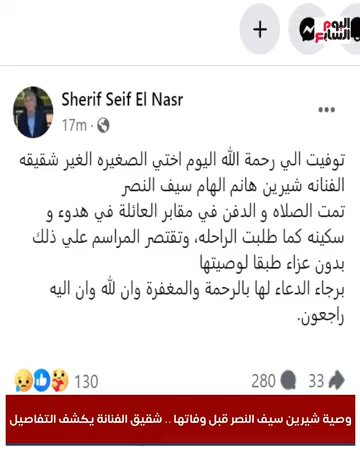 اليوم السابع
Sherif Seif El Nasr
17m ·
توفيت الي رحمة الله اليوم اختي الصغيره الغير شقيقه
الفنانه شيرين هانم الهام سيف النصر
تمت الصلاه و الدفن في مقابر العائلة في هدوء و
سكينه كما طلبت الراحله، وتقتصر المراسم علي ذلك
بدون عزاء طبقا لوصيتها
برجاء الدعاء لها بالرحمة والمغفرة وان لله وان اليه
راجعون.
130 280 33
وصية شيرين سيف النصر قبل وفاتها .. شقيق الفنانة يكشف التفاصيل